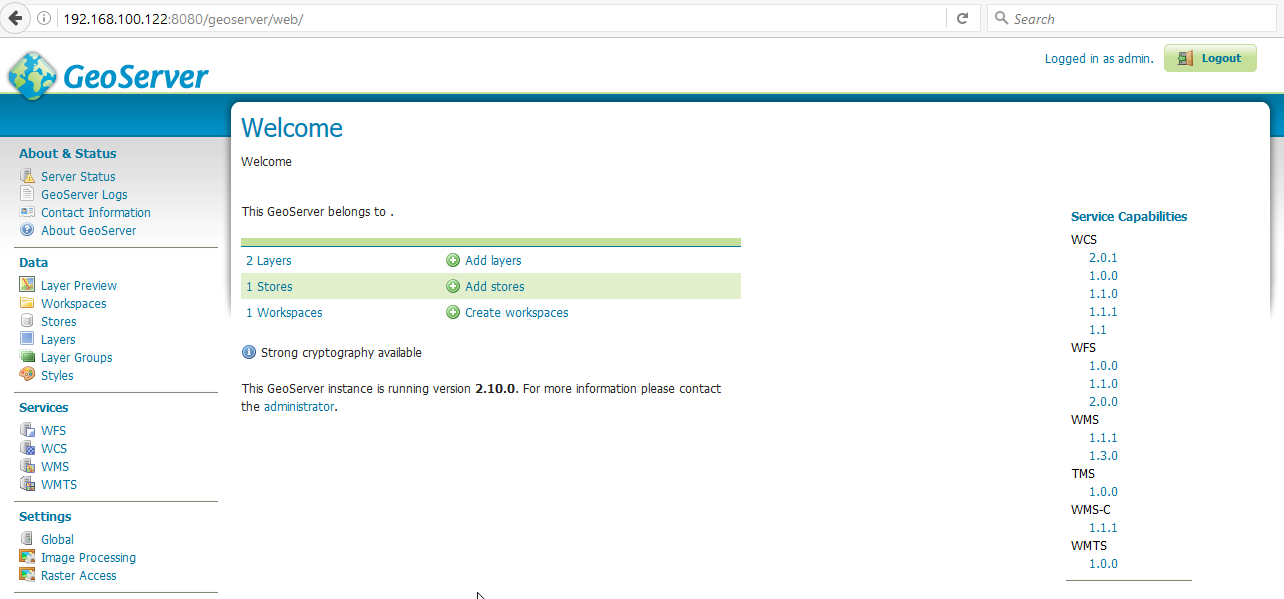 192.168.100.122:8080/geoserver/web/
Search
GeoServer
Logged in as admin.
Logout
About & Status
Server Status
GeoServer Logs
Contact Information
About GeoServer
Data
Layer Preview
Workspaces
Stores
Layers
Layer Groups
Styles
Services
WFS
WCS
WMS
WMTS
Settings
Global
Image Processing
Raster Access
Welcome
Welcome
This GeoServer belongs to .
2 Layers Add layers
1 Stores Add stores
1 Workspaces Create workspaces
Strong cryptography available
This GeoServer instance is running version 2.10.0. For more information please contact
the administrator.
Service Capabilities
WCS
2.0.1
1.0.0
1.1.0
1.1.1
1.1
WFS
1.0.0
1.1.0
2.0.0
WMS
1.1.1
1.3.0
TMS
1.0.0
WMS-C
1.1.1
WMTS
1.0.0